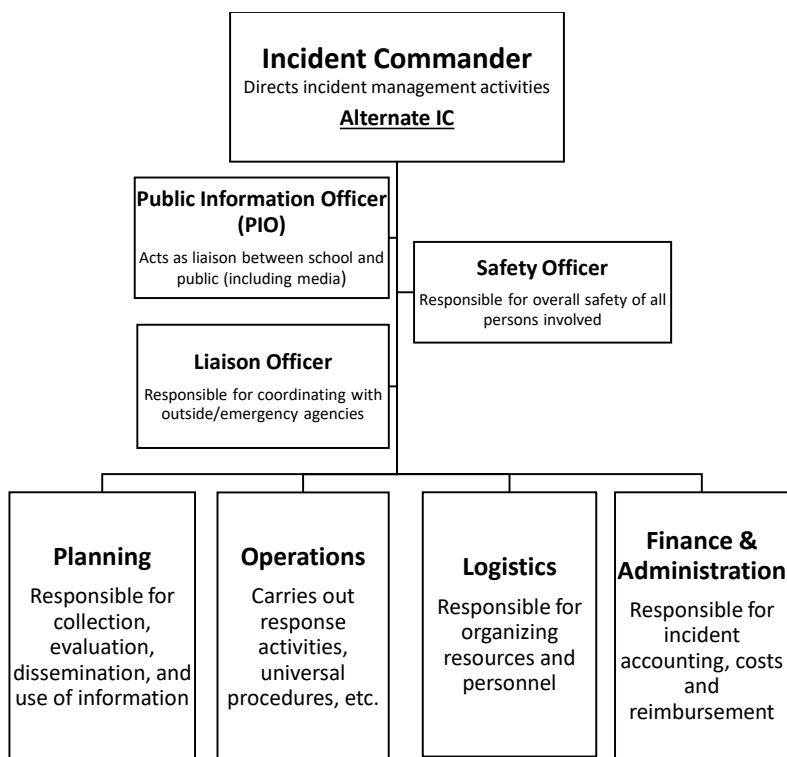 Incident Commander
Directs incident management activities
Alternate IC
Public Information Officer
(PIO)
Acts as liaison between school and
public (including media)
Safety Officer
Responsible for overall safety of all
persons involved
Liaison Officer
Responsible for coordinating with
outside/emergency agencies
Planning
Responsible for
collection,
evaluation,
dissemination, and
use of information
Operations
Carries out
response
activities,
universal
procedures, etc.
Logistics
Responsible for
organizing
resources and
personnel
Finance &
Administration
Responsible for
incident
accounting, costs
and
reimbursement